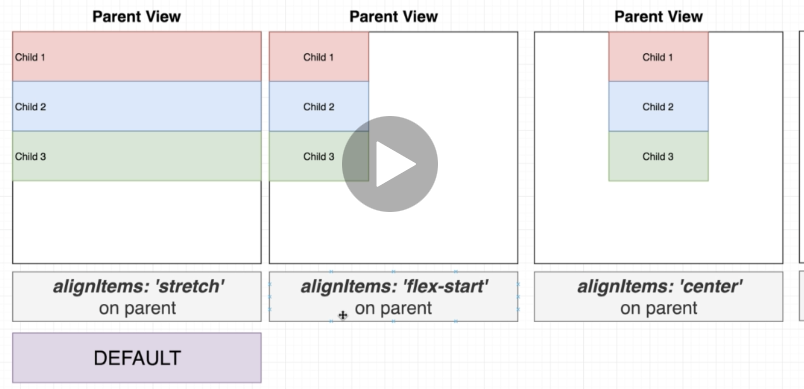 Parent View
Child 1
Child 2
Child 3
alignItems: 'stretch'
on parent
DEFAULT
Parent View
Child 1
Child 2
Child 3
alignItems: 'flex-start'
on parent
Parent View
Child 1
Child 2
Child 3
alignItems: 'center'
on parent